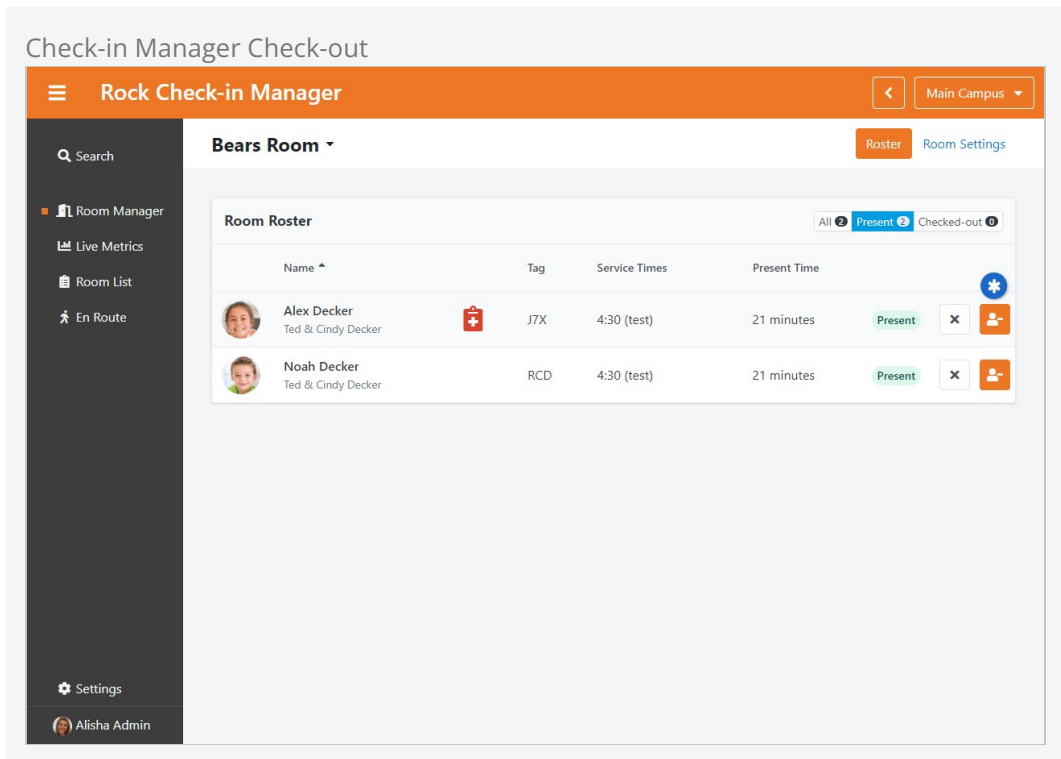 Check-in Manager Check-out
Rock Check-in Manager
Main Campus
Search
Bears Room
Roster Room Settings
Room Manager
Live Metrics
Room List
En Route
Room Roster
All 2 Present 2 Checked-out 0
Name Tag Service Times Present Time
Alex Decker
Ted & Cindy Decker
J7X 4:30 (test) 21 minutes Present
Noah Decker
Ted & Cindy Decker
RCD 4:30 (test) 21 minutes Present
Settings
Alisha Admin